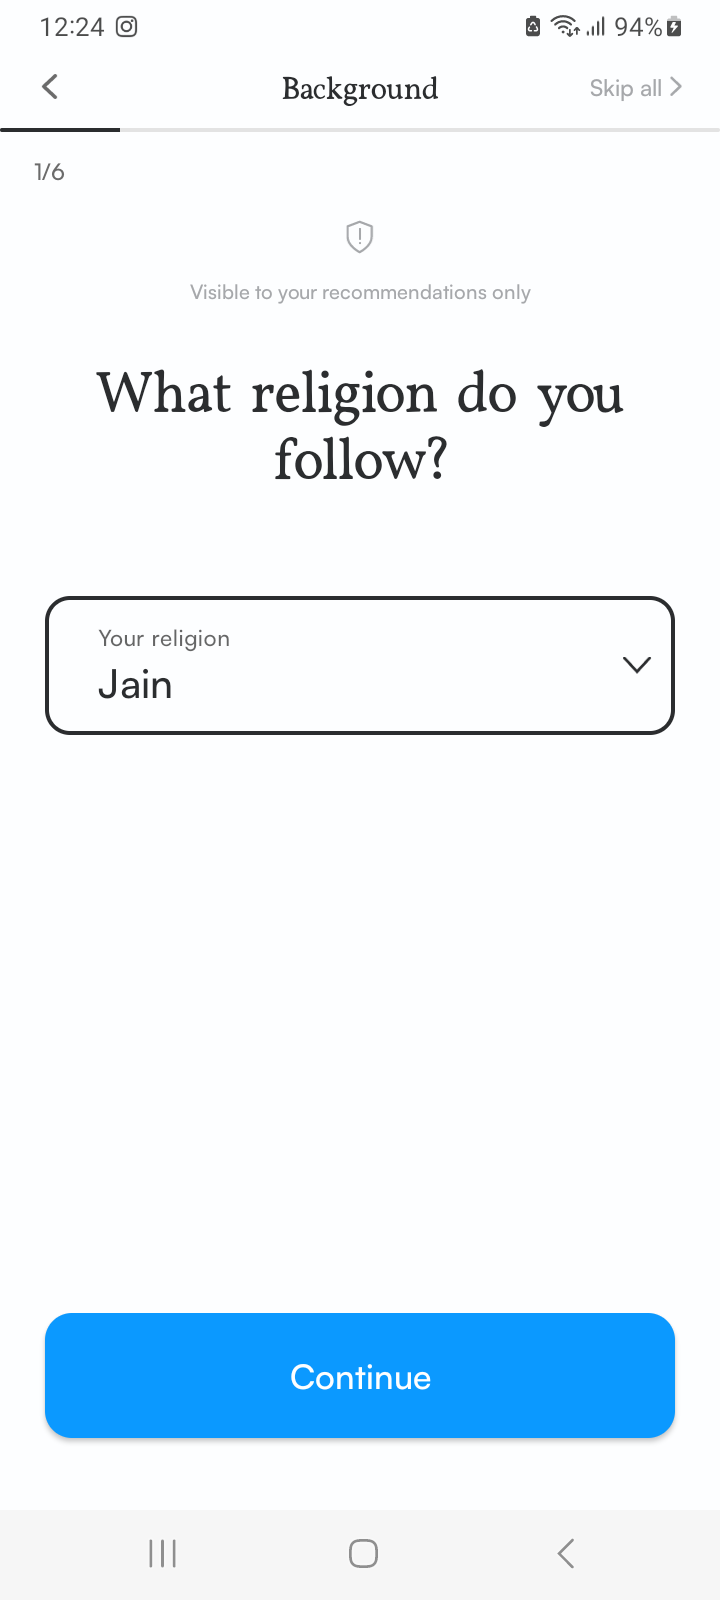 12:24
94%
Background
Skip all
1/6
Visible to your recommendations only
What religion do you
follow?
Your religion
Jain
Continue